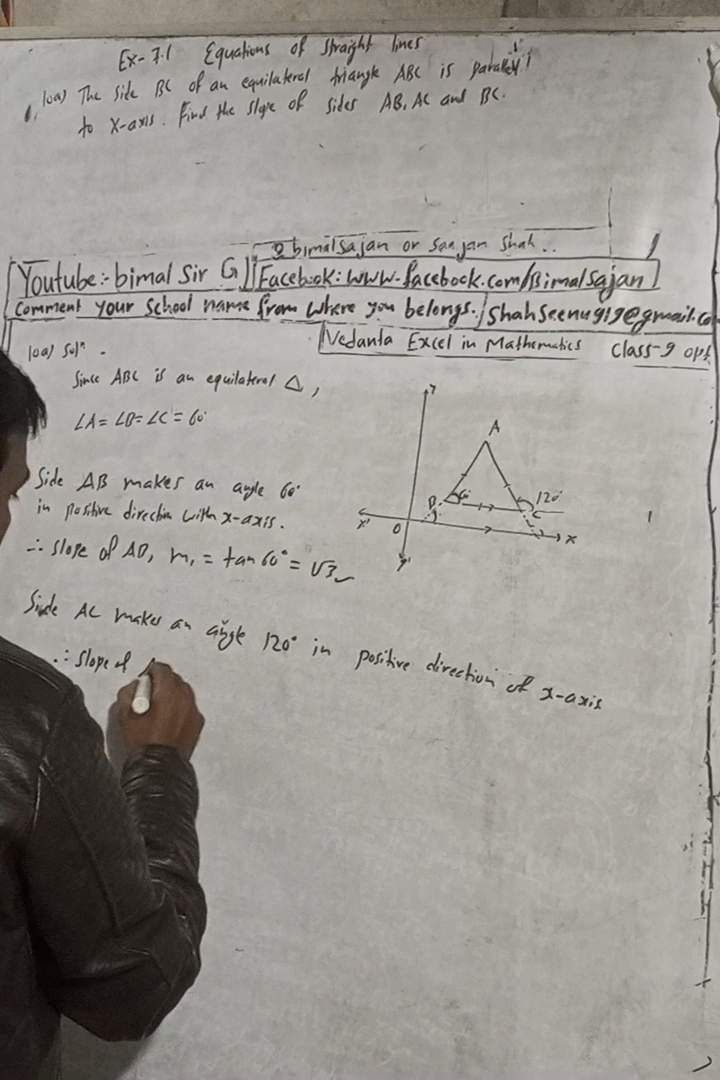 Ex- 7.1 Equations of straight lines
10a) The side BC of an equilateral triangle ABC is parallel
to X-axis. Find the slope of sides AB, AC and BC.
bimalsajan or Saajan Shah..
Youtube:- bimal Sir G
Facebook: www.facebook.com/Bimalsajan
Comment your School name from where you belongs.
Shahseenu919@gmail.co
Vedanta Excel in Mathematics Class-9 opt
10a) Solⁿ.
Since ABC is an equilateral △,
∠A = ∠B = ∠C = 60°
Side AB makes an angle 60°
in positive direction with x-axis.
∴ slope of AB, m₁ = tan 60° = √3
Side AC makes an angle 120° in positive direction of x-axis
∴ Slope of
Y
A
B
60°
120°
C
X'
O
X
Y'